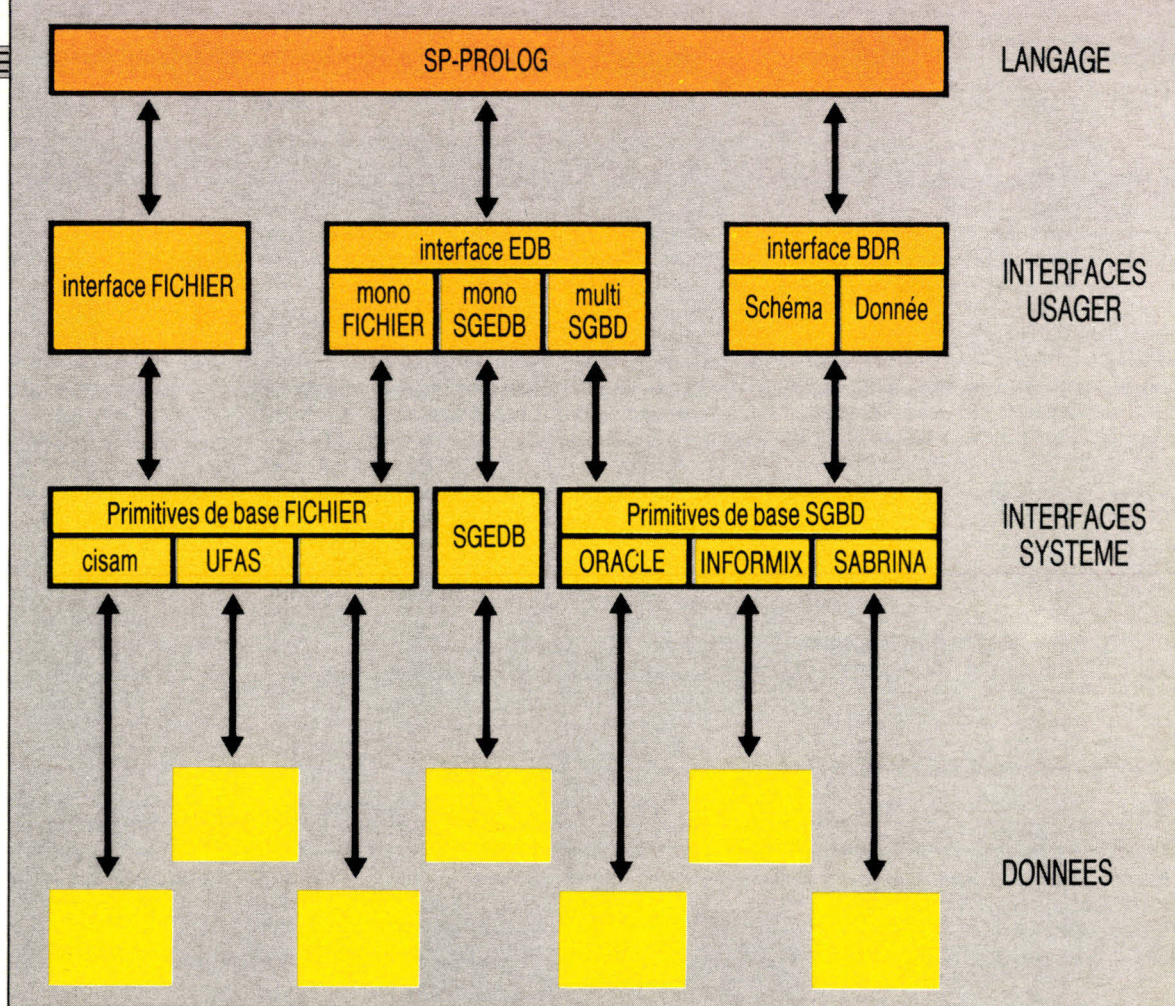 SP-PROLOG
LANGAGE
interface FICHIER
interface EDB
mono
FICHIER
mono
SGEDB
multi
SGBD
interface BDR
Schéma
Donnée
INTERFACES
USAGER
Primitives de base FICHIER
cisam
UFAS
SGEDB
Primitives de base SGBD
ORACLE
INFORMIX
SABRINA
INTERFACES
SYSTEME
DONNEES